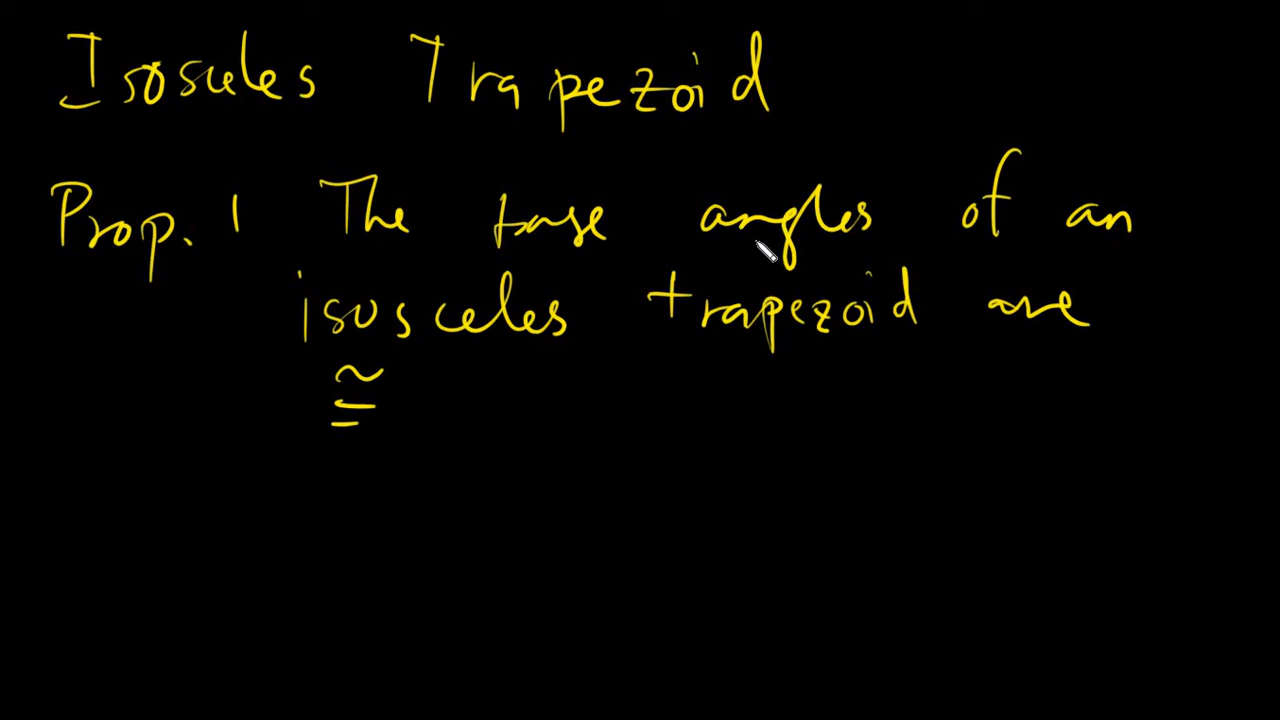 Isosceles Trapezoid
Prop. 1 The base angles of an
isosceles trapezoid are
≅